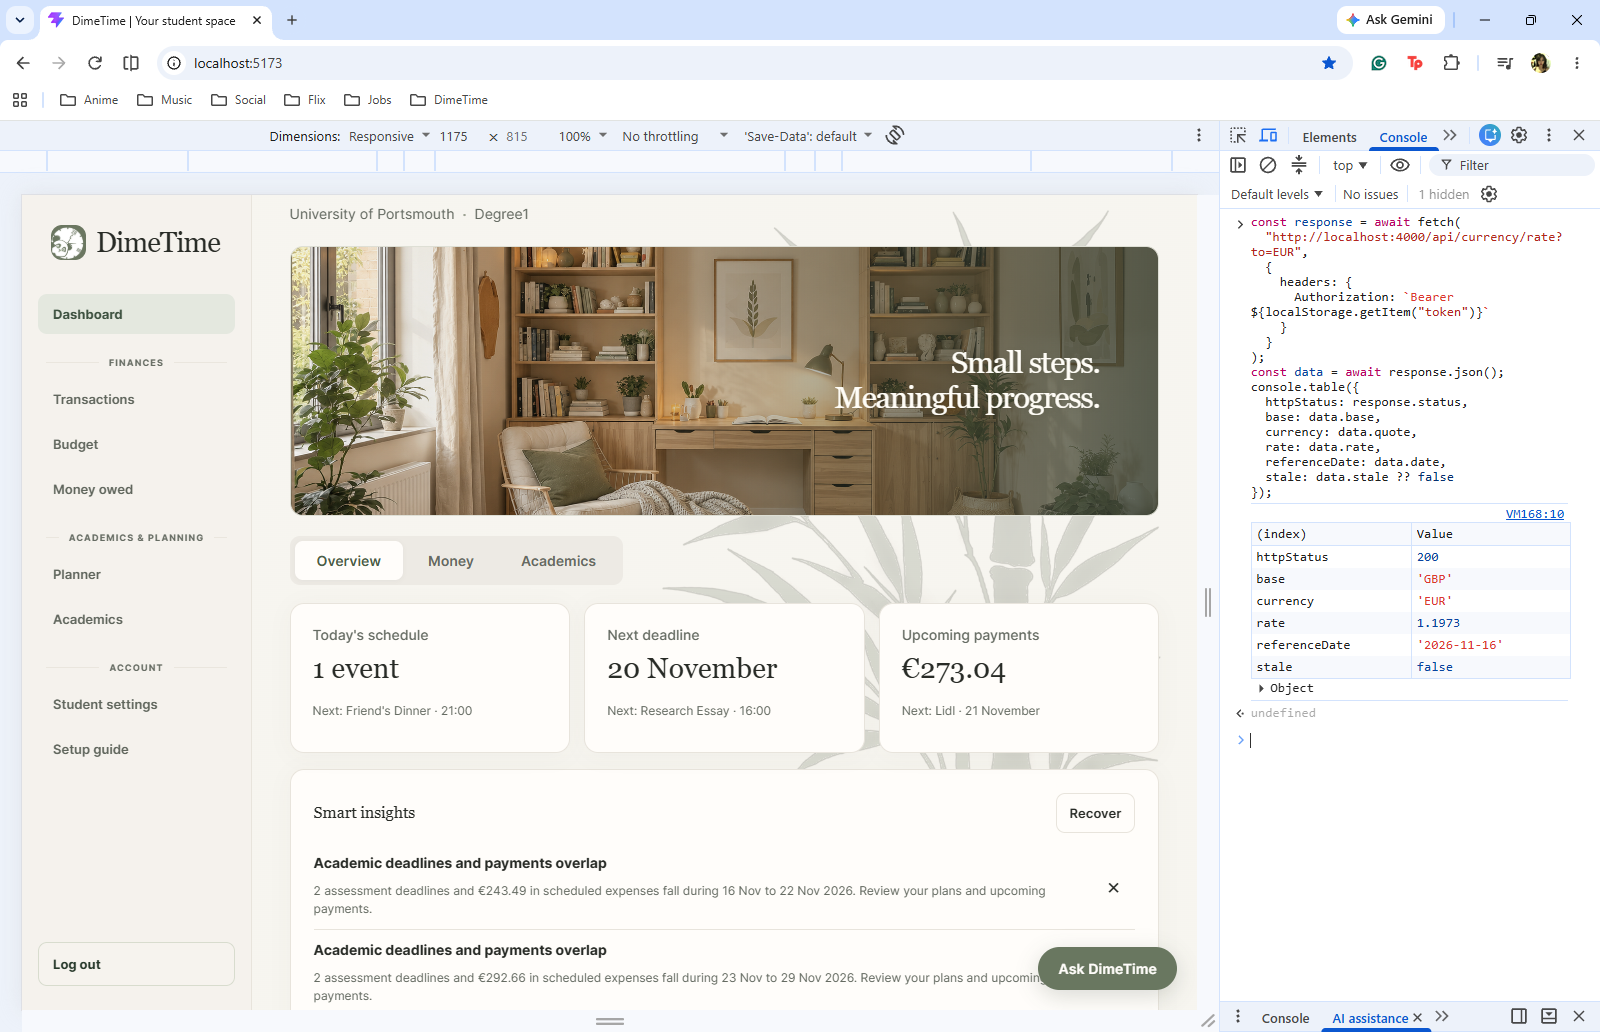 DimeTime | Your student space
Ask Gemini
localhost:5173
Anime
Music
Social
Flix
Jobs
DimeTime
Dimensions: Responsive 1175 × 815 100% No throttling 'Save-Data': default
DimeTime
Dashboard
FINANCES
Transactions
Budget
Money owed
ACADEMICS & PLANNING
Planner
Academics
ACCOUNT
Student settings
Setup guide
Log out
University of Portsmouth · Degree1
Small steps.
Meaningful progress.
Overview
Money
Academics
Today's schedule
1 event
Next: Friend's Dinner · 21:00
Next deadline
20 November
Next: Research Essay · 16:00
Upcoming payments
€273.04
Next: Lidl · 21 November
Smart insights
Recover
Academic deadlines and payments overlap
2 assessment deadlines and €243.49 in scheduled expenses fall during 16 Nov to 22 Nov 2026. Review your plans and upcoming
payments.
Academic deadlines and payments overlap
2 assessment deadlines and €292.66 in scheduled expenses fall during 23 Nov to 29 Nov 2026. Review your plans and upcoming
payments.
Ask DimeTime
Elements
Console
top
Filter
Default levels
No issues
1 hidden
const response = await fetch(
"http://localhost:4000/api/currency/rate?
to=EUR",
{
headers: {
Authorization: `Bearer
${localStorage.getItem("token")}`
}
}
);
const data = await response.json();
console.table({
httpStatus: response.status,
base: data.base,
currency: data.quote,
rate: data.rate,
referenceDate: data.date,
stale: data.stale ?? false
});
VM168:10
(index) Value
httpStatus 200
base 'GBP'
currency 'EUR'
rate 1.1973
referenceDate '2026-11-16'
stale false
Object
undefined
Console
AI assistance